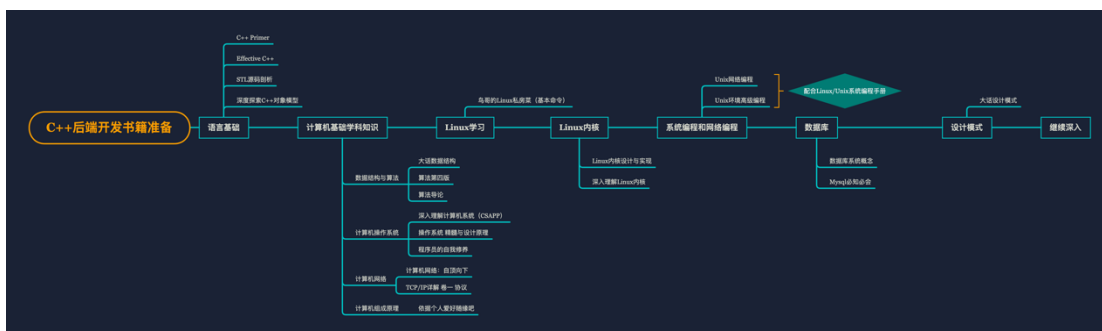 C++后端开发书籍准备
语言基础
C++ Primer
Effective C++
STL源码剖析
深度探索C++对象模型
计算机基础学科知识
数据结构与算法
大话数据结构
算法第四版
算法导论
计算机操作系统
深入理解计算机系统（CSAPP）
操作系统 精髓与设计原理
程序员的自我修养
计算机网络
计算机网络：自顶向下
TCP/IP详解 卷一 协议
计算机组成原理
依据个人爱好随缘吧
Linux学习
鸟哥的Linux私房菜（基本命令）
Linux内核
Linux内核设计与实现
深入理解Linux内核
系统编程和网络编程
Unix网络编程
Unix环境高级编程
配合Linux/Unix系统编程手册
数据库
数据库系统概念
Mysql必知必会
设计模式
大话设计模式
继续深入